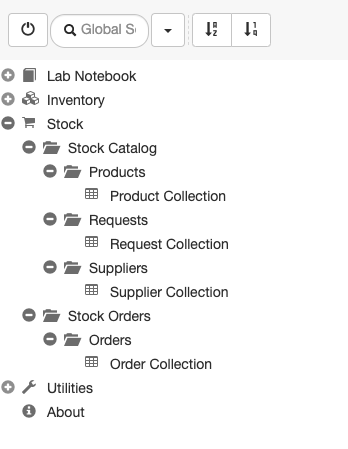 Global S
Lab Notebook
Inventory
Stock
Stock Catalog
Products
Product Collection
Requests
Request Collection
Suppliers
Supplier Collection
Stock Orders
Orders
Order Collection
Utilities
About